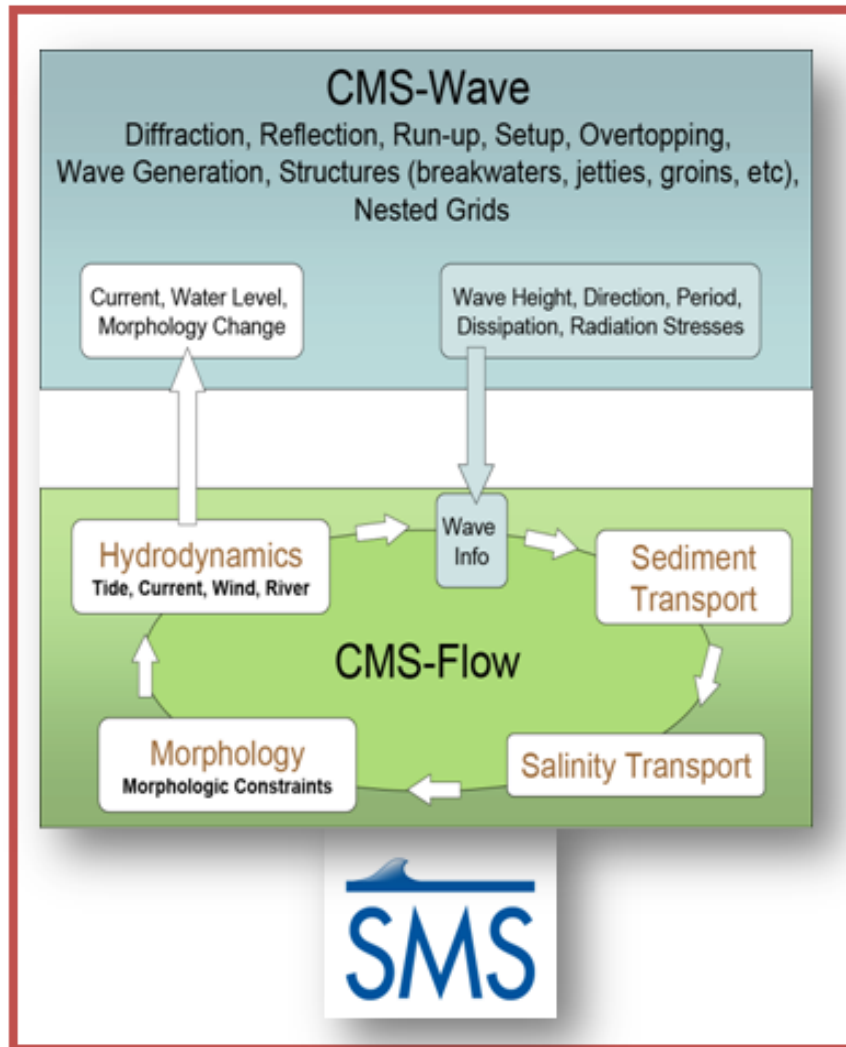 CMS-Wave
Diffraction, Reflection, Run-up, Setup, Overtopping,
Wave Generation, Structures (breakwaters, jetties, groins, etc),
Nested Grids
Current, Water Level,
Morphology Change
Wave Height, Direction, Period,
Dissipation, Radiation Stresses
Hydrodynamics
Tide, Current, Wind, River
Wave
Info
Sediment
Transport
CMS-Flow
Morphology
Morphologic Constraints
Salinity Transport
SMS